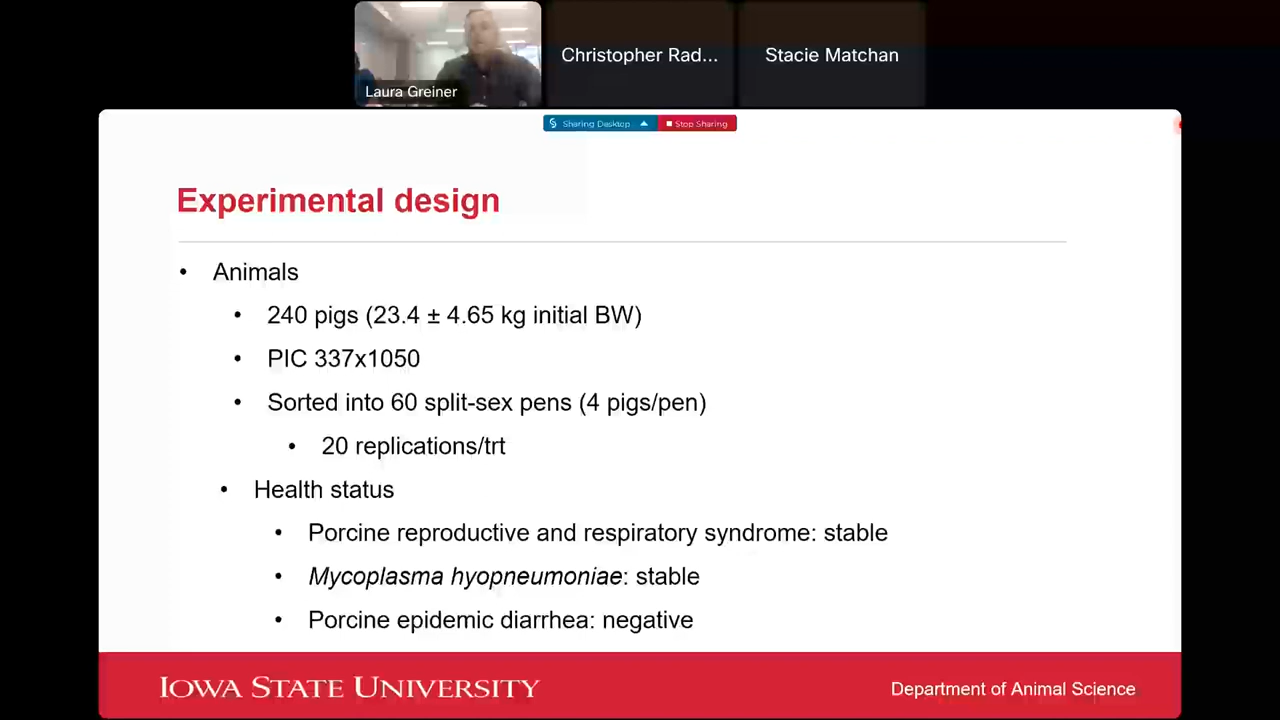 Laura Greiner
Christopher Rad...
Stacie Matchan
Sharing Desktop
Stop Sharing
Experimental design
• Animals
• 240 pigs (23.4 ± 4.65 kg initial BW)
• PIC 337x1050
• Sorted into 60 split-sex pens (4 pigs/pen)
• 20 replications/trt
• Health status
• Porcine reproductive and respiratory syndrome: stable
• Mycoplasma hyopneumoniae: stable
• Porcine epidemic diarrhea: negative
IOWA STATE UNIVERSITY
Department of Animal Science